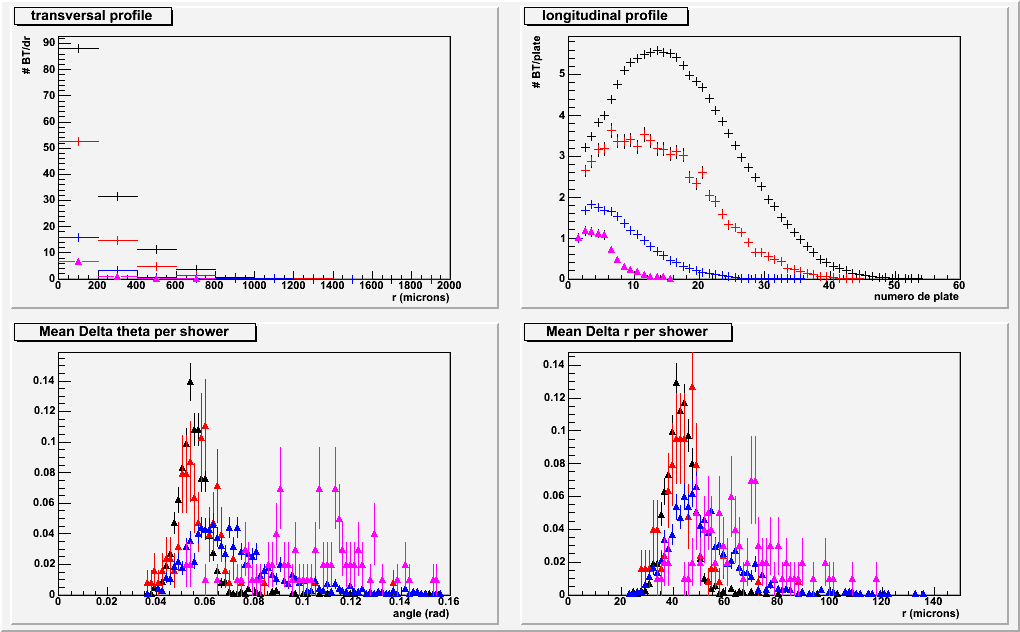 transversal profile
# BT/dr
90
80
70
60
50
40
30
20
10
0
0 200 400 600 800 1000 1200 1400 1600 1800 2000
r (microns)
longitudinal profile
# BT/plate
5
4
3
2
1
0
0 10 20 30 40 50 60
numero de plate
Mean Delta theta per shower
0.14
0.12
0.1
0.08
0.06
0.04
0.02
0
0 0.02 0.04 0.06 0.08 0.1 0.12 0.14 0.16
angle (rad)
Mean Delta r per shower
0.14
0.12
0.1
0.08
0.06
0.04
0.02
0
0 20 40 60 80 100 120 140
r (microns)